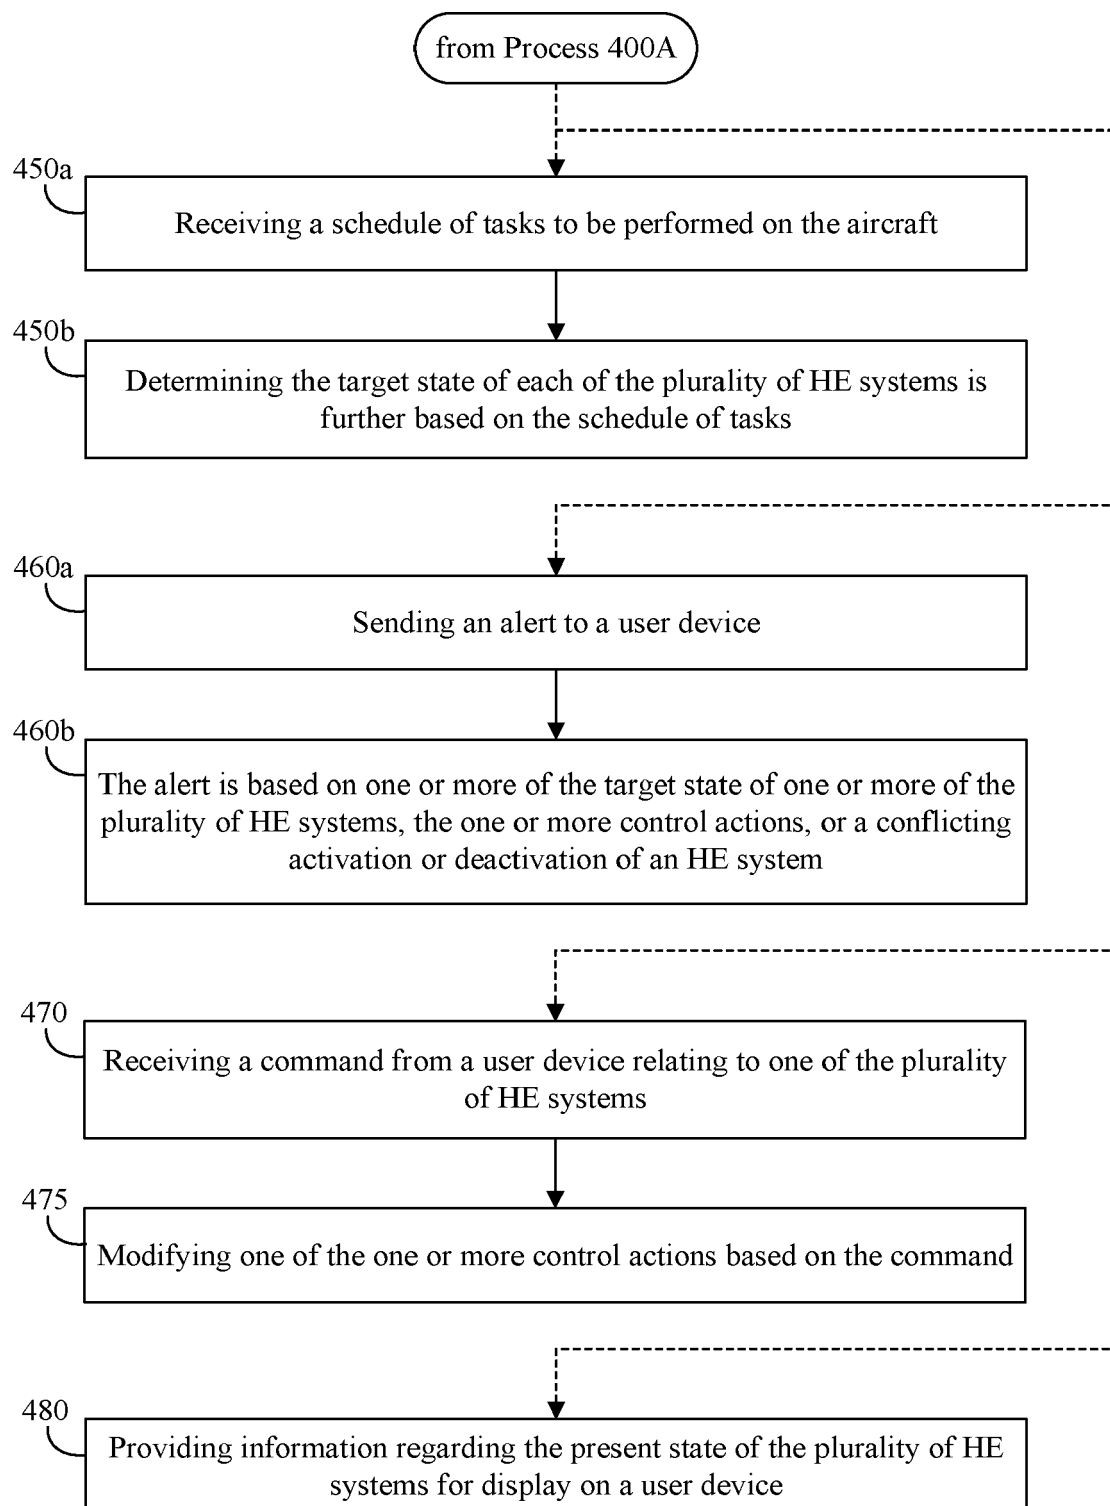 from Process 400A
450a
Receiving a schedule of tasks to be performed on the aircraft
450b
Determining the target state of each of the plurality of HE systems is
further based on the schedule of tasks
460a
Sending an alert to a user device
460b
The alert is based on one or more of the target state of one or more of the
plurality of HE systems, the one or more control actions, or a conflicting
activation or deactivation of an HE system
470
Receiving a command from a user device relating to one of the plurality
of HE systems
475
Modifying one of the one or more control actions based on the command
480
Providing information regarding the present state of the plurality of HE
systems for display on a user device